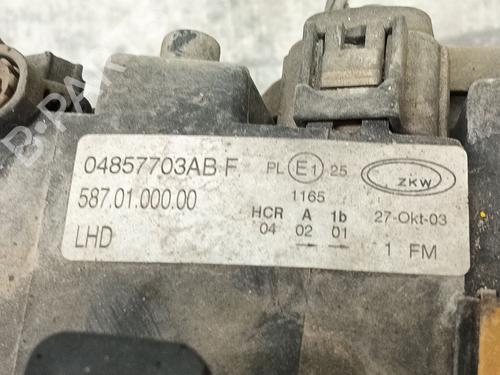 04857703AB F PL E1 25 ZKW
587.01.000.00 1165
HCR A 1b 27-Okt-03
04 02 01
LHD → → 1 FM
B-PARTS